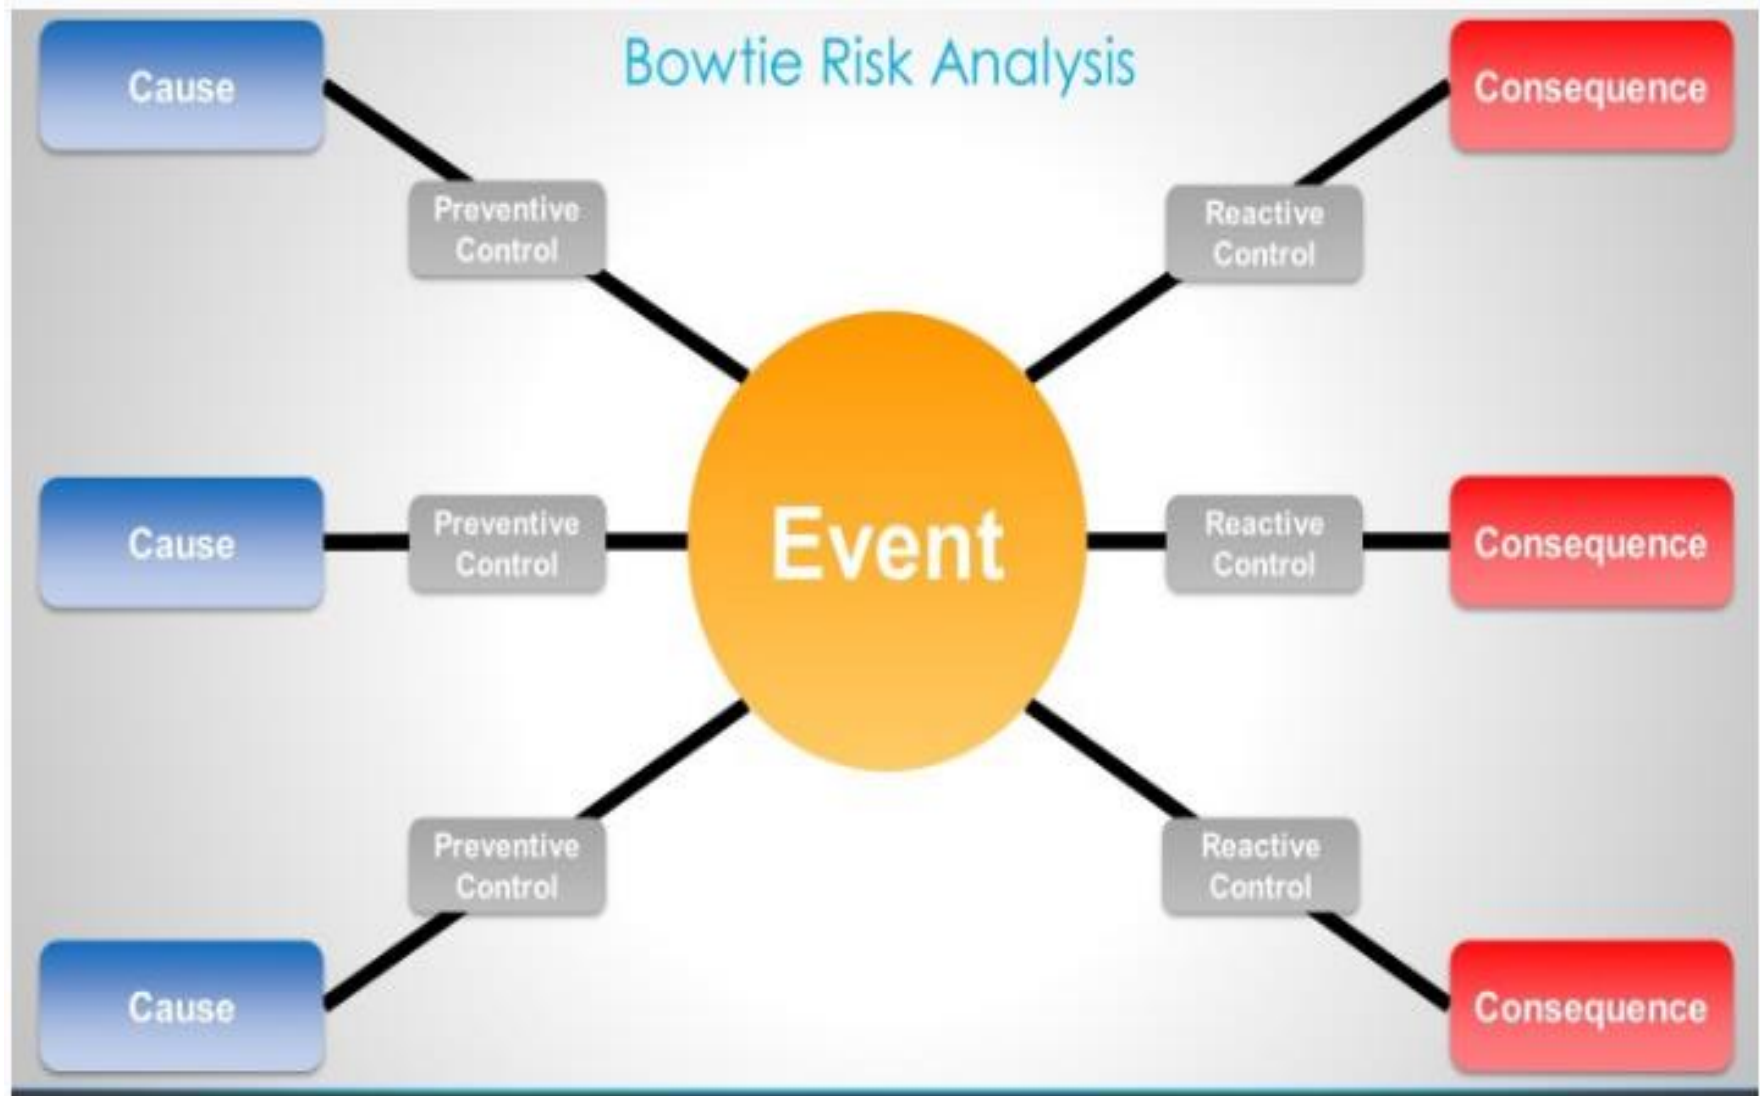 Bowtie Risk Analysis
Cause
Consequence
Preventive
Control
Reactive
Control
Cause
Preventive
Control
Event
Reactive
Control
Consequence
Preventive
Control
Reactive
Control
Cause
Consequence